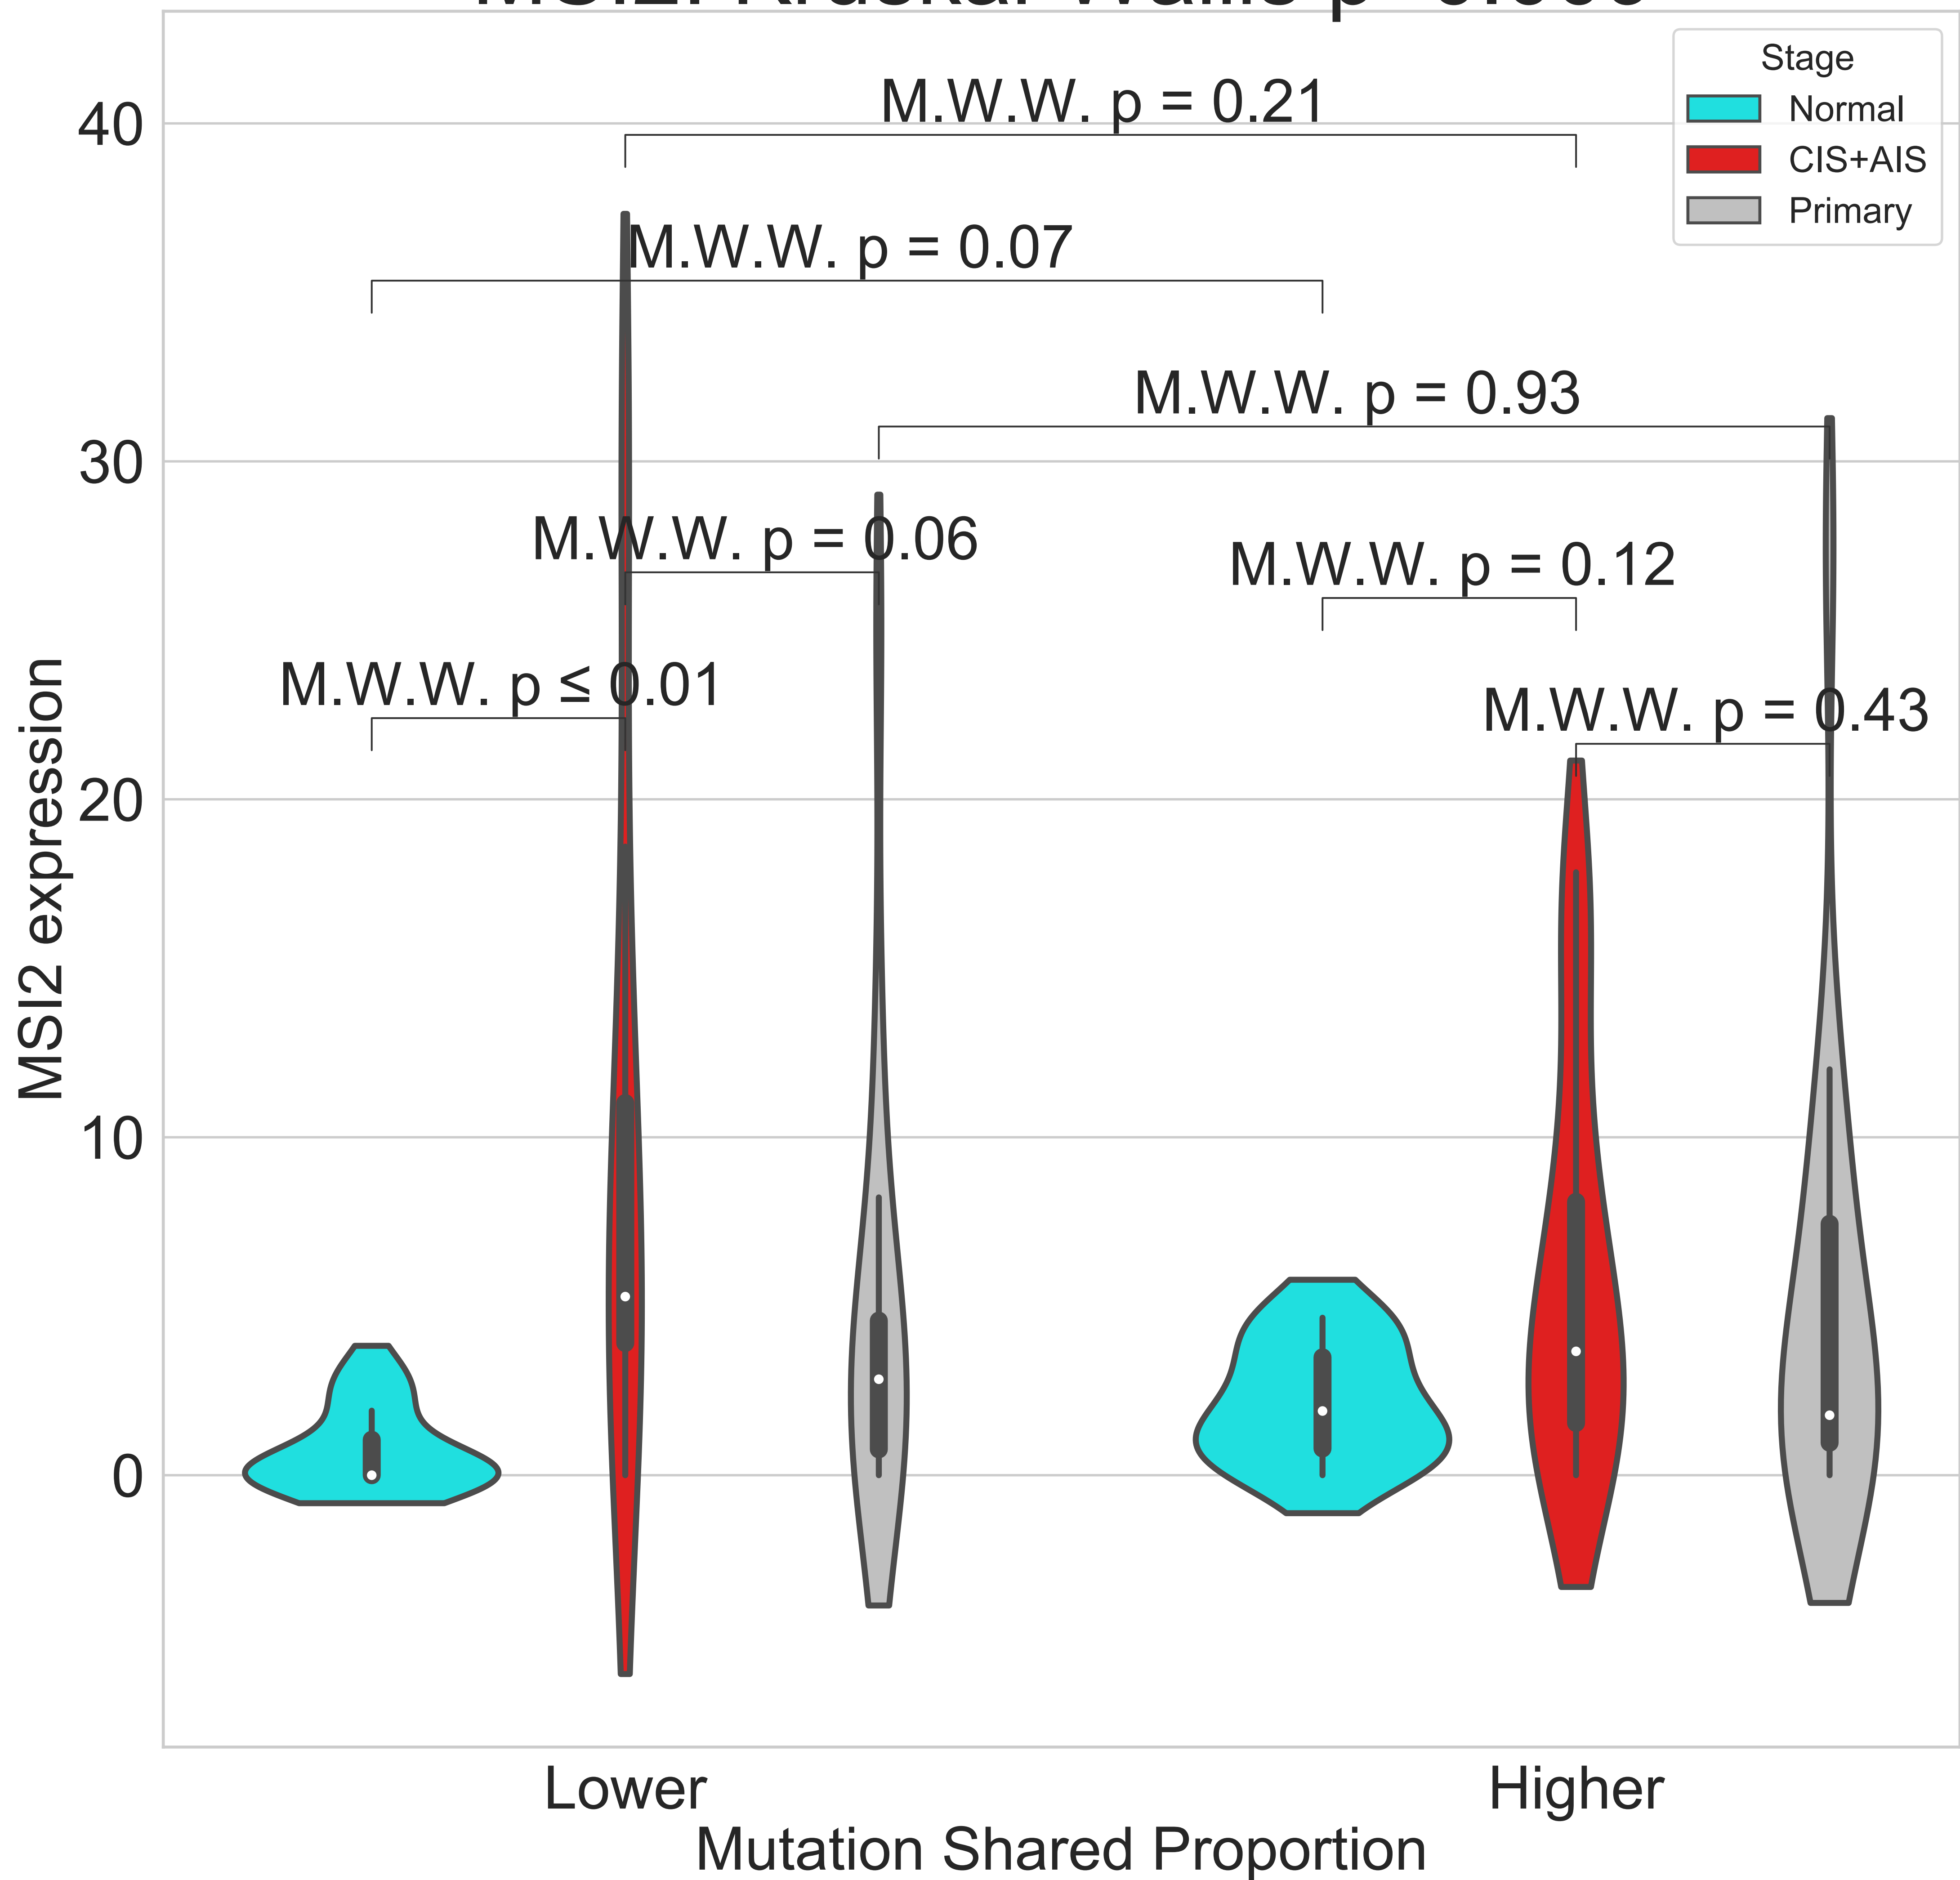 Stage
Normal
CIS+AIS
Primary
M.W.W. p = 0.21
M.W.W. p = 0.07
M.W.W. p = 0.93
M.W.W. p = 0.06
M.W.W. p = 0.12
M.W.W. p ≤ 0.01
M.W.W. p = 0.43
40
30
20
10
0
MSI2 expression
Lower
Higher
Mutation Shared Proportion